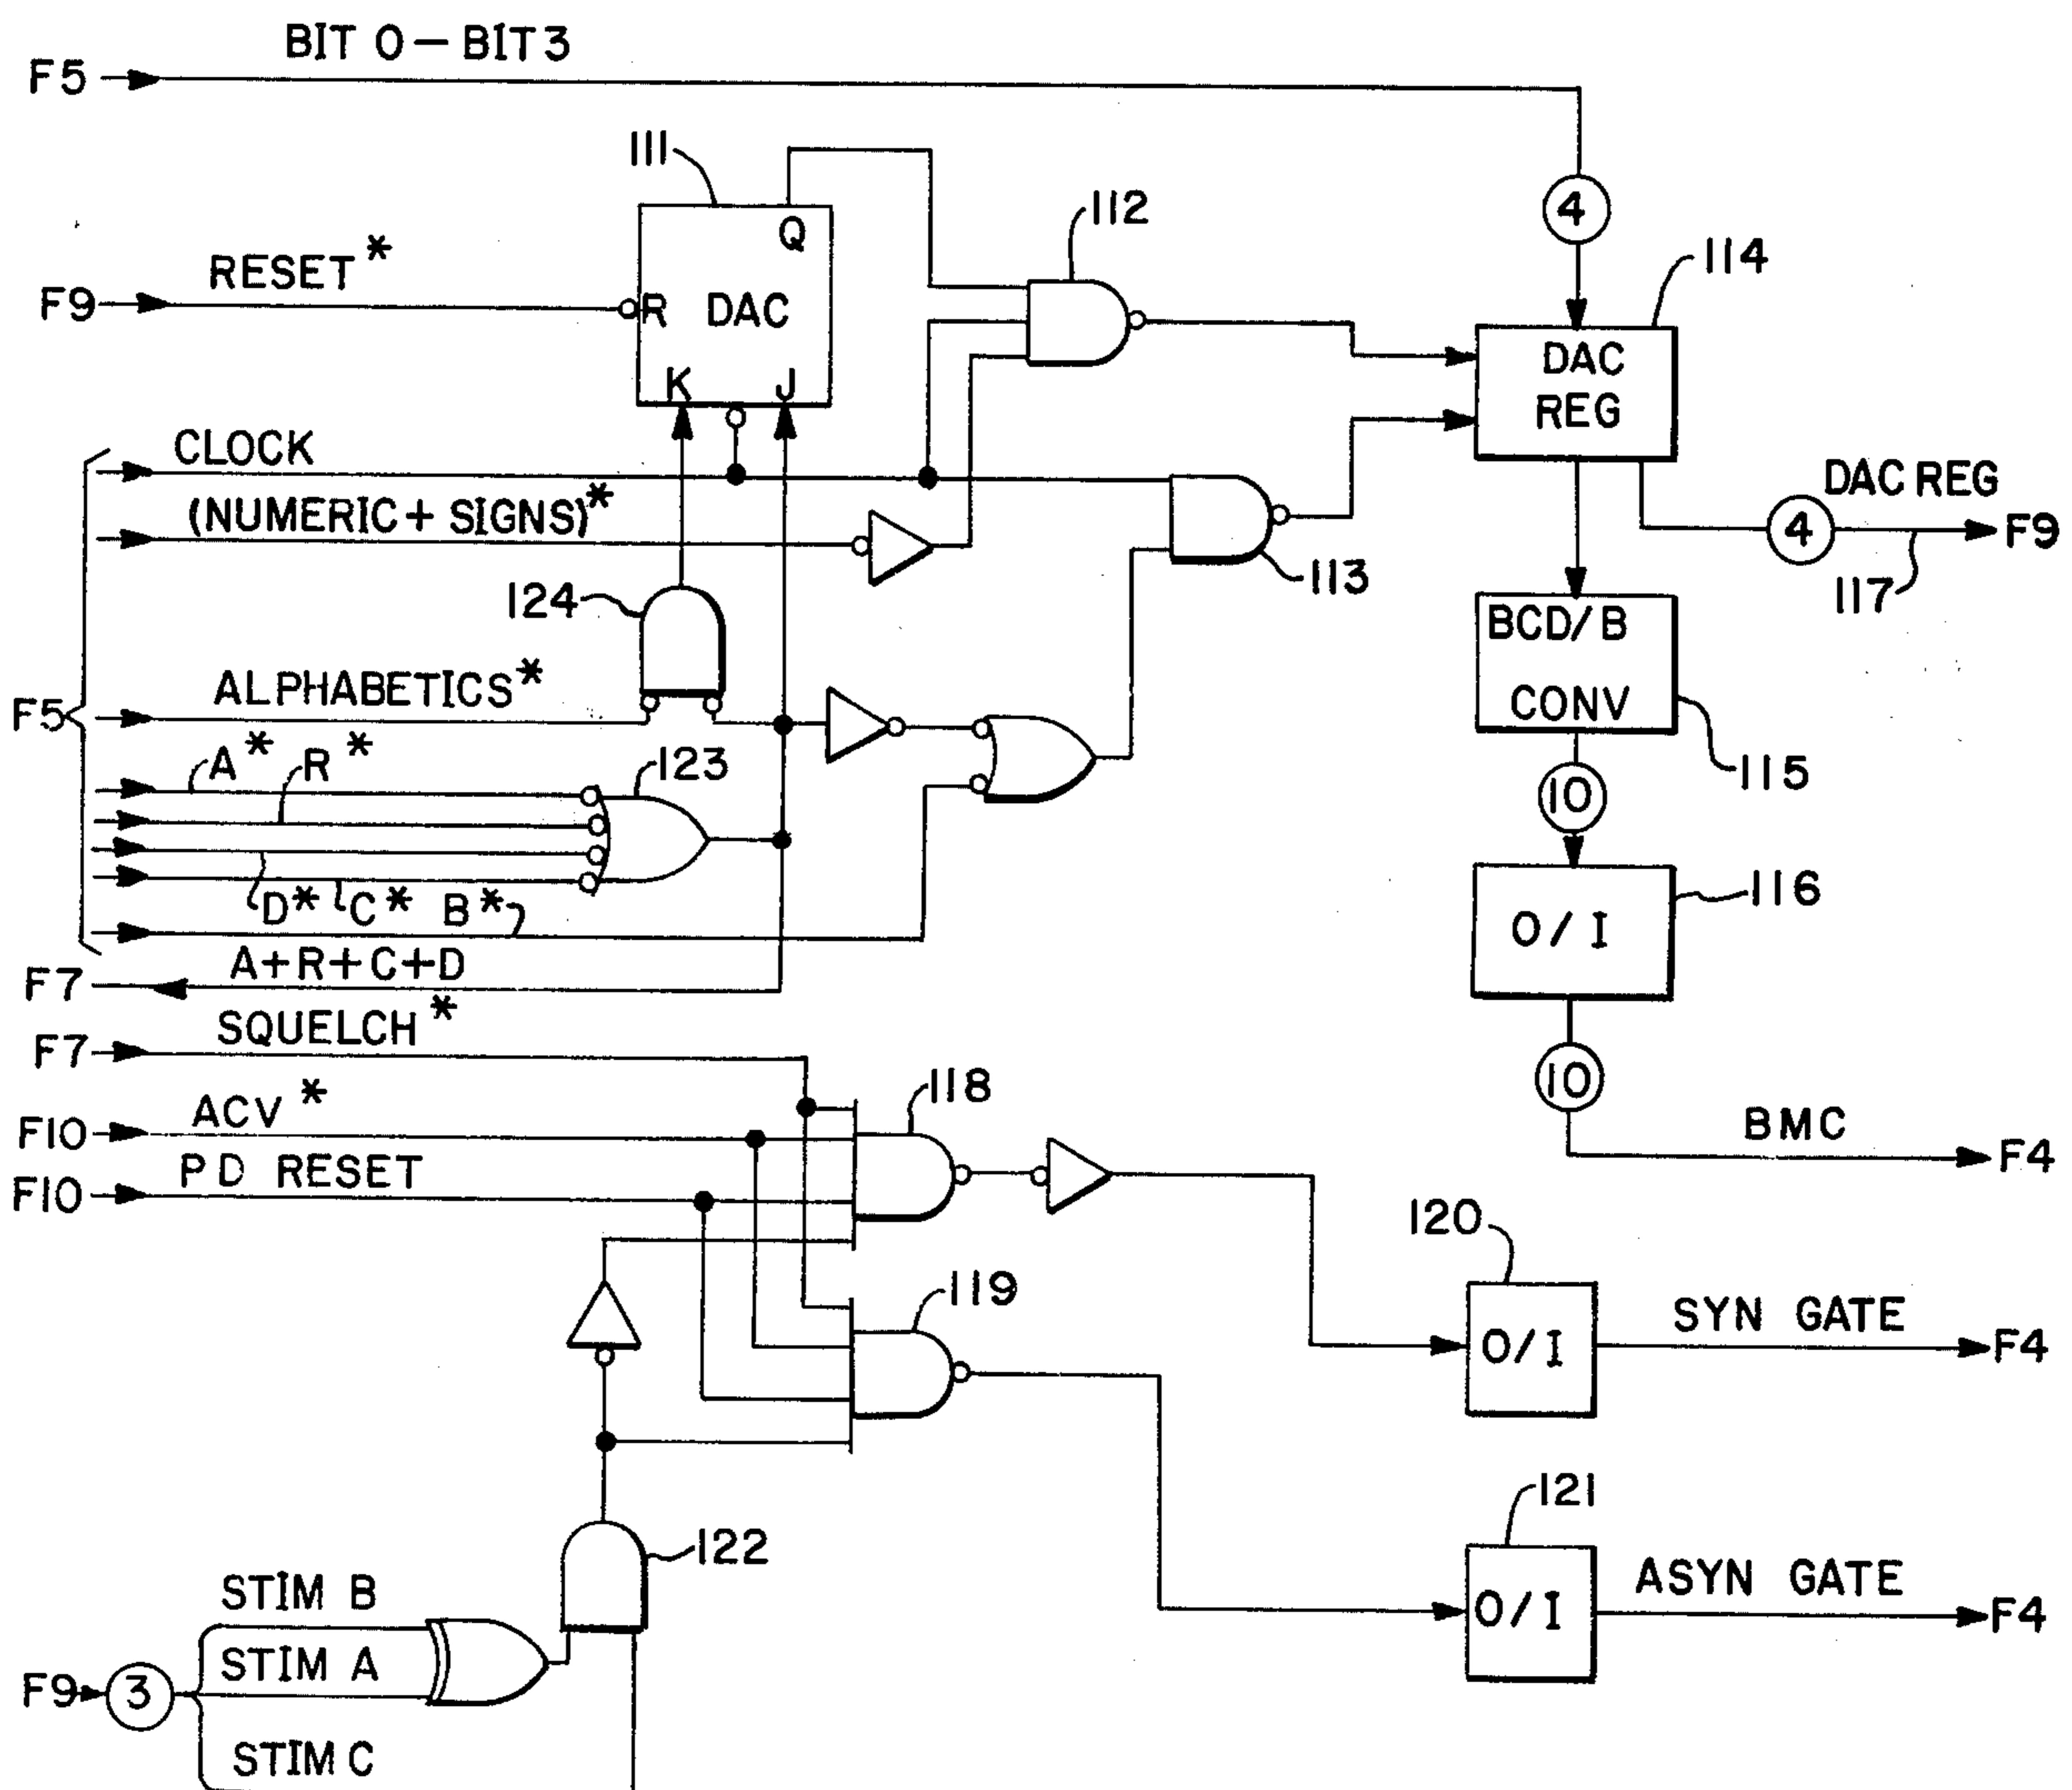 BIT 0 – BIT 3
F5
4
111
Q
112
RESET*
F9
R DAC
K J
114
DAC
REG
CLOCK
(NUMERIC + SIGNS)*
113
DAC REG
4
F9
117
124
BCD/B
CONV
115
ALPHABETICS*
F5
A* R*
123
10
D* C* B*
116
O/I
A+R+C+D
F7
SQUELCH*
F7
118
10
ACV*
F10
BMC
F4
PD RESET
F10
119
120
O/I
SYN GATE
F4
121
122
O/I
ASYN GATE
F4
STIM B
STIM A
F9 3
STIM C